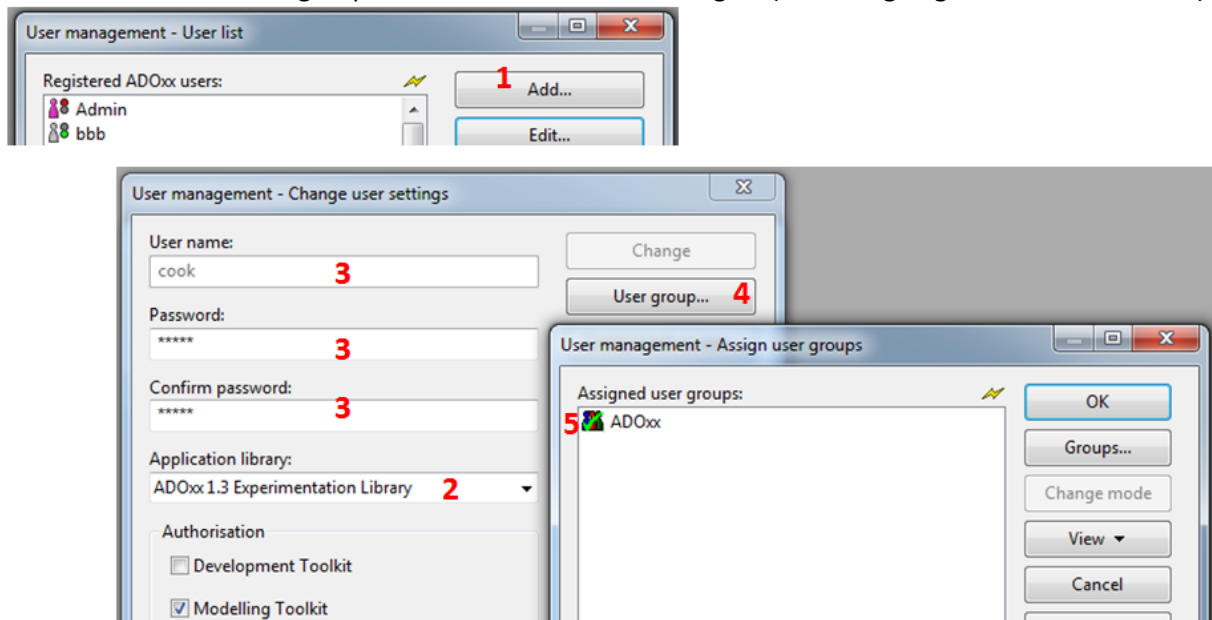 User management - User list
Registered ADOxx users:
1 Add...
Admin
bbb
Edit...
User management - Change user settings
User name:
cook 3
Change
User group... 4
Password:
***** 3
Confirm password:
***** 3
Application library:
ADOxx 1.3 Experimentation Library 2
Authorisation
Development Toolkit
Modelling Toolkit
User management - Assign user groups
Assigned user groups:
5 ADOxx
OK
Groups...
Change mode
View
Cancel